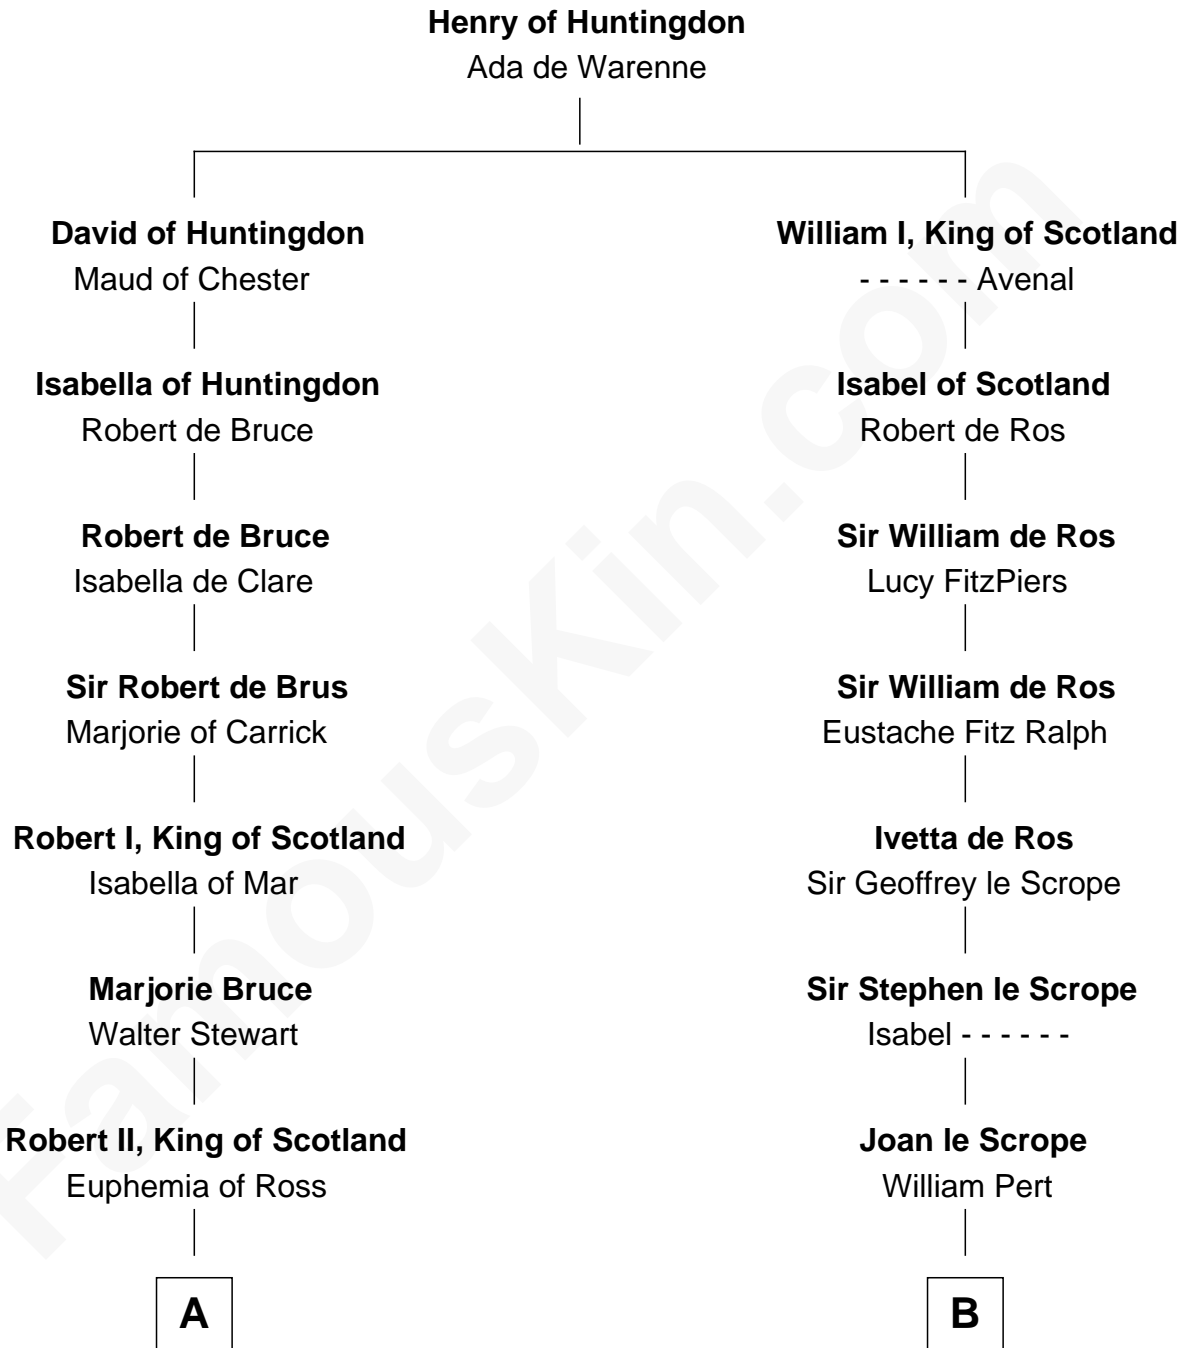 Henry of Huntingdon
Ada de Warenne
David of Huntingdon
Maud of Chester
William I, King of Scotland
- - - - - - Avenal
Isabella of Huntingdon
Robert de Bruce
Isabel of Scotland
Robert de Ros
Robert de Bruce
Isabella de Clare
Sir William de Ros
Lucy FitzPiers
Sir Robert de Brus
Marjorie of Carrick
Sir William de Ros
Eustache Fitz Ralph
Robert I, King of Scotland
Isabella of Mar
Ivetta de Ros
Sir Geoffrey le Scrope
Marjorie Bruce
Walter Stewart
Sir Stephen le Scrope
Isabel - - - - - -
Robert II, King of Scotland
Euphemia of Ross
Joan le Scrope
William Pert
A
B
FamousKin.com